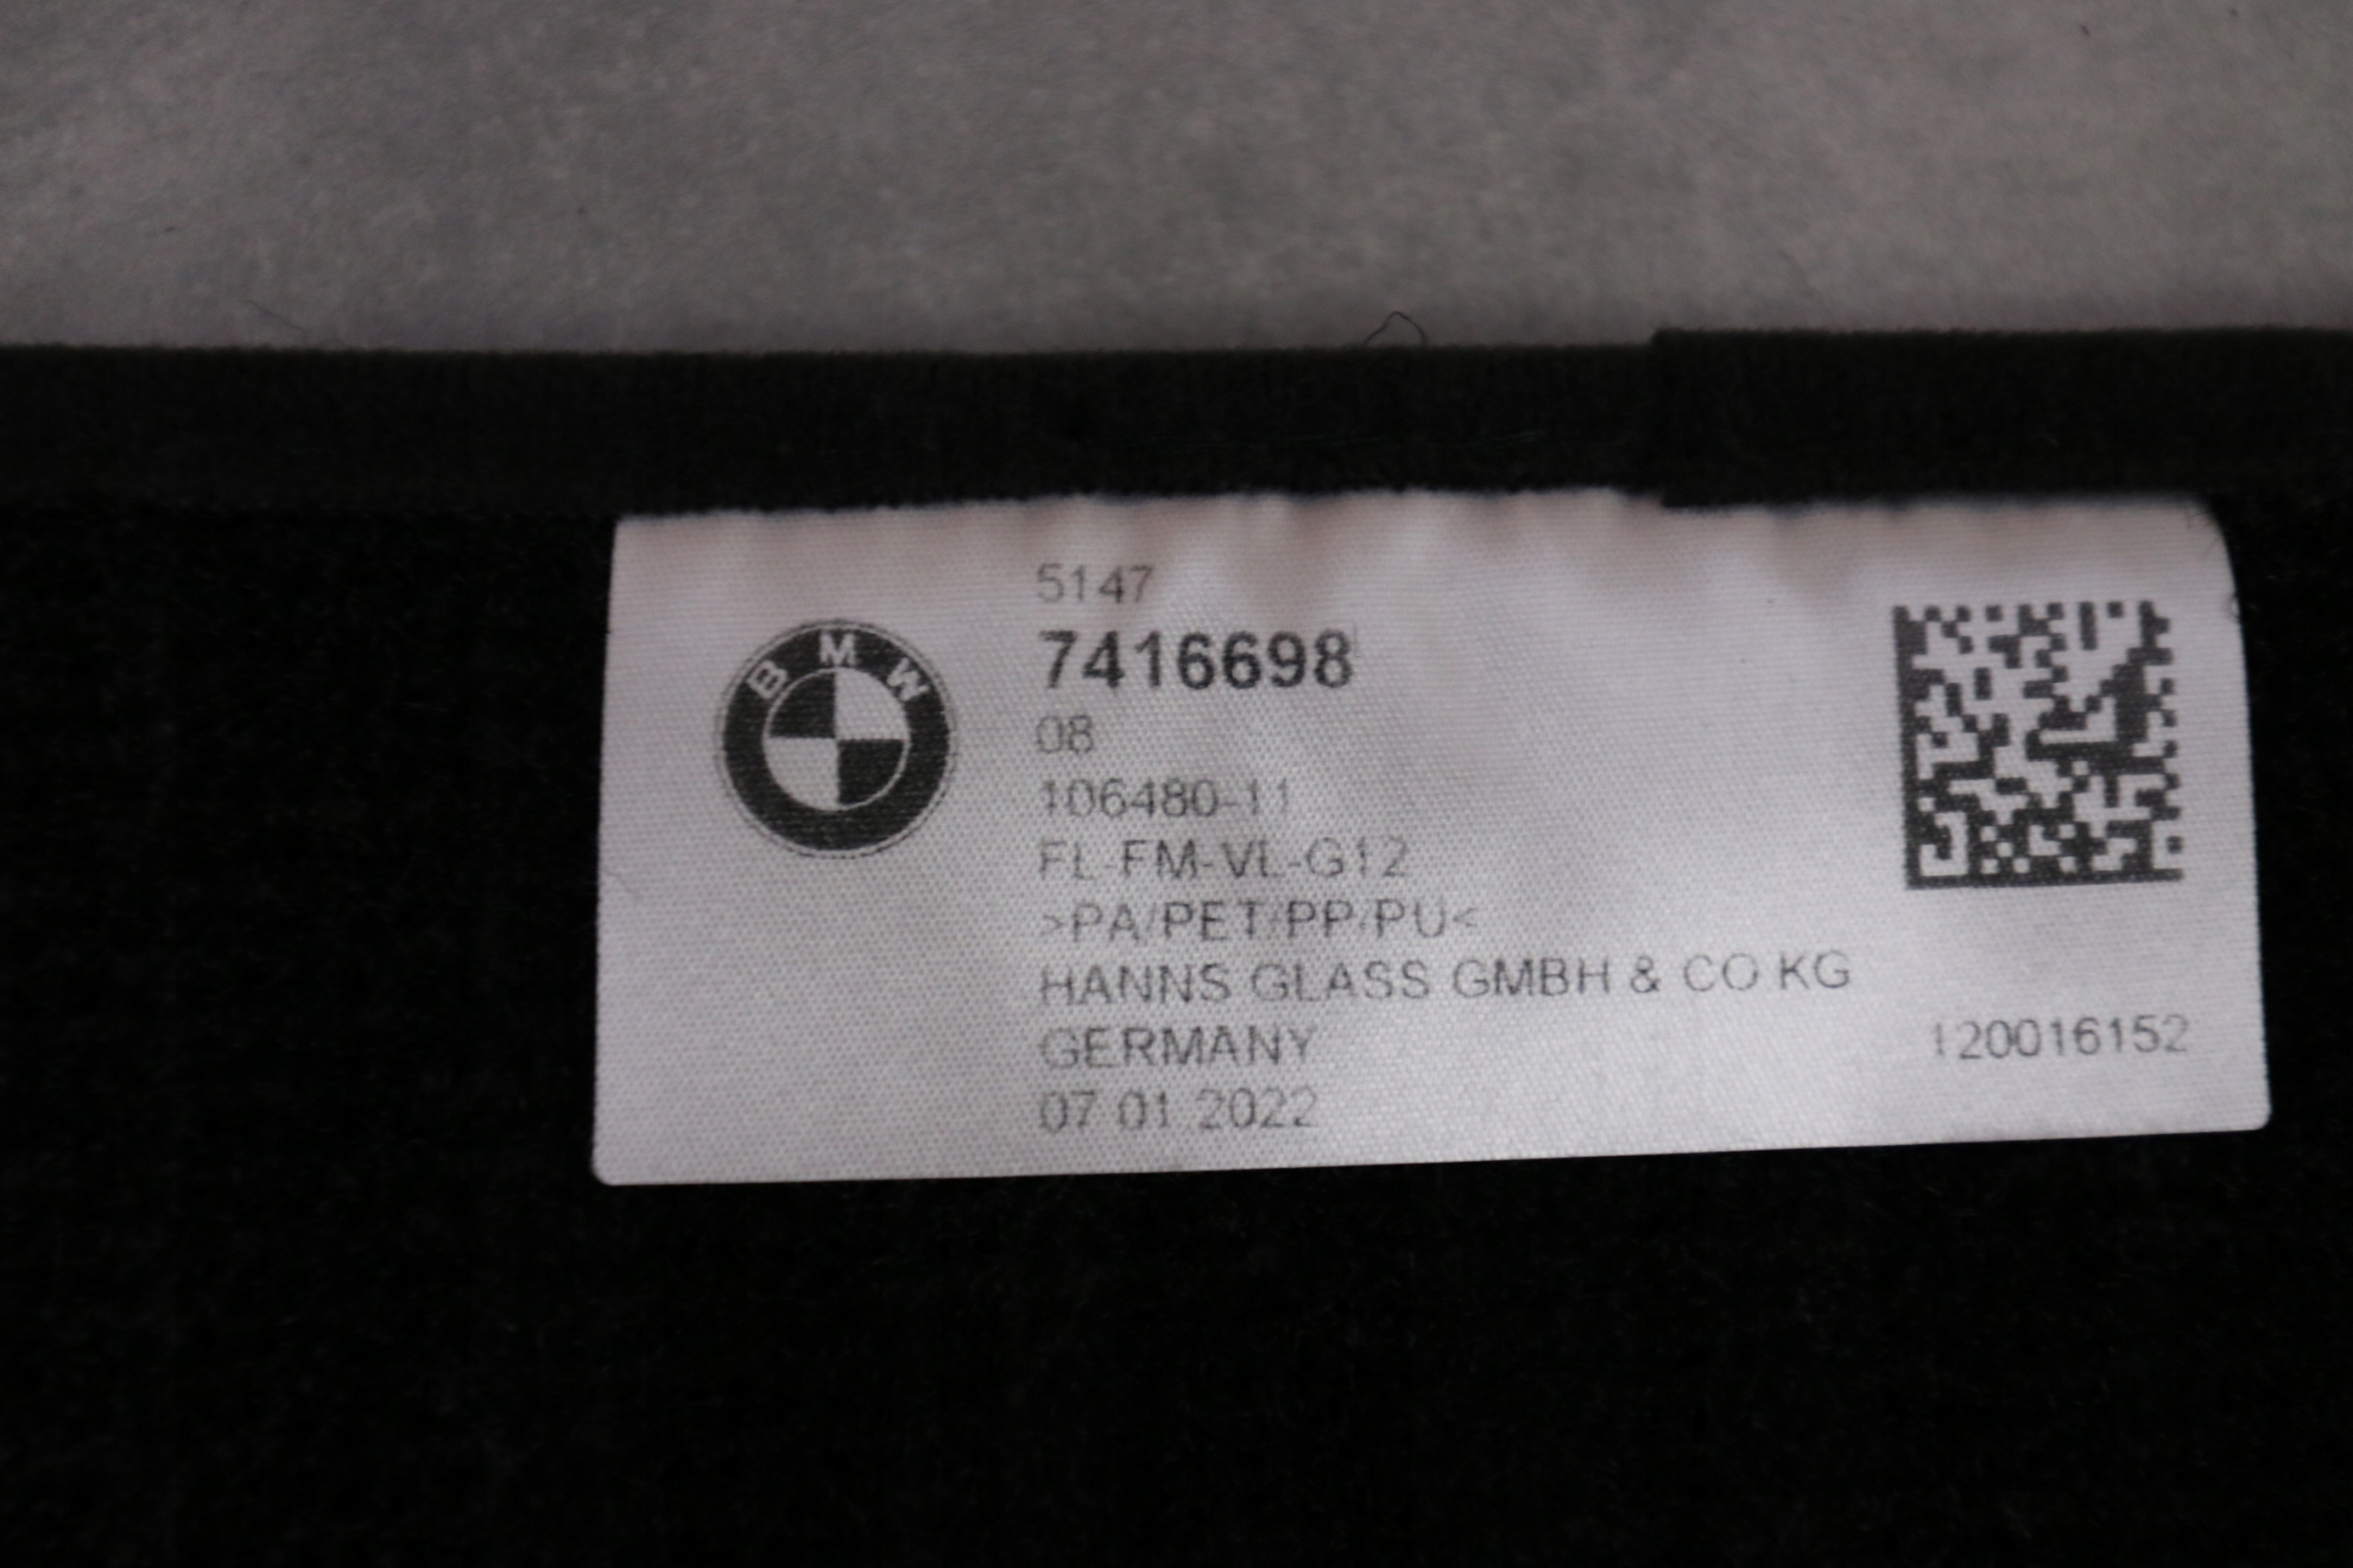 BMW
5147
7416698
08
106480-11
FL-FM-VL-G12
>PA/PET/PP/PU<
HANNS GLASS GMBH & CO KG
GERMANY
120016152
07.01.2022